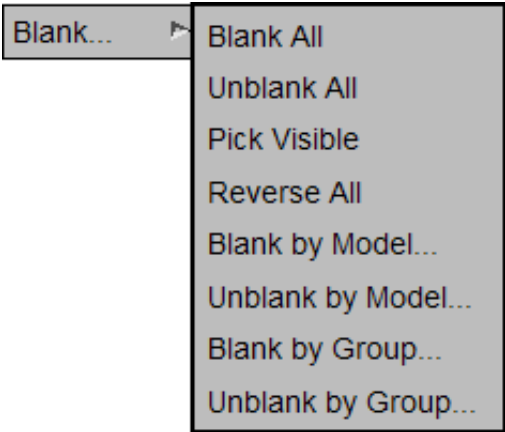 Blank...
Blank All
Unblank All
Pick Visible
Reverse All
Blank by Model...
Unblank by Model...
Blank by Group...
Unblank by Group...